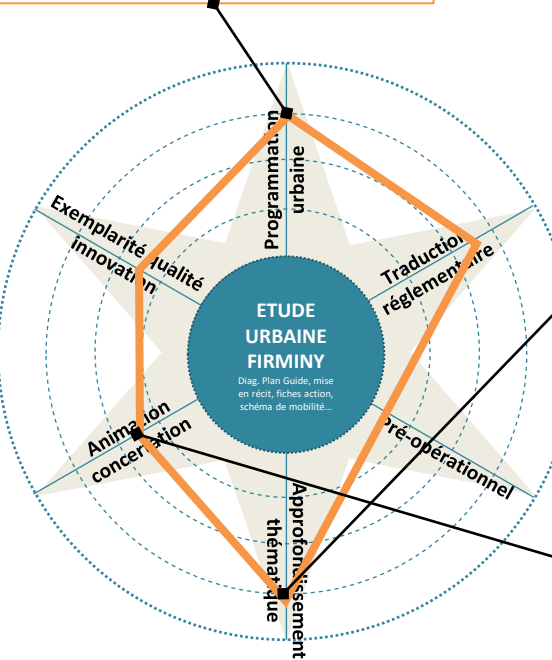 Programmation
urbaine
Exemplarité qualité
innovation
Traduction
réglementaire
ETUDE
URBAINE
FIRMINY
Diag. Plan Guide, mise
en récit, fiches action,
schéma de mobilité...
Animation
concertation
Pré-opérationnel
Approfondissement
thématique